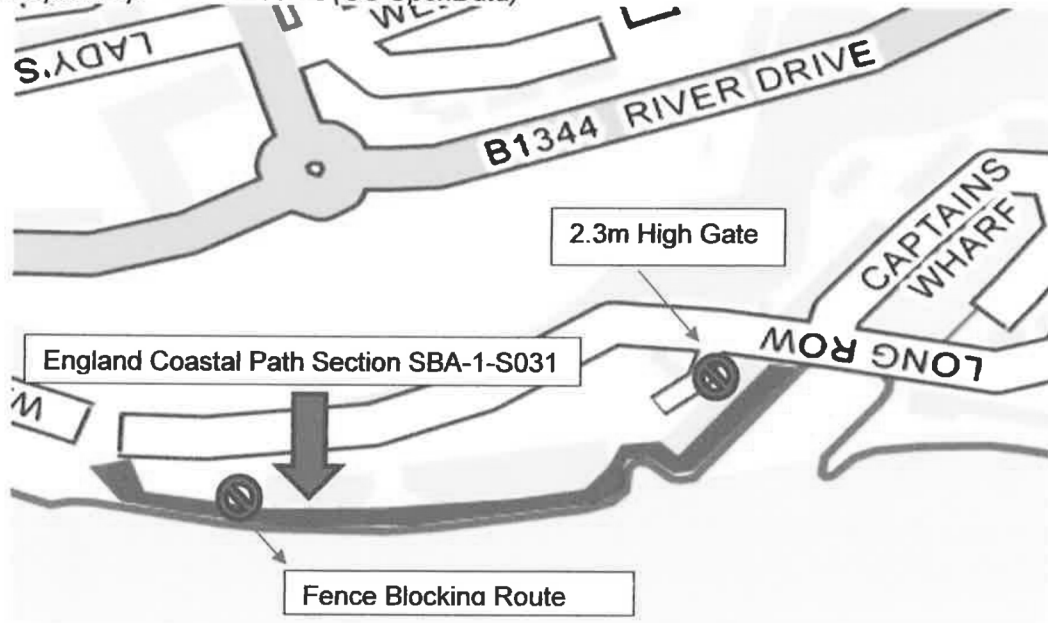 LADY'S
B1344 RIVER DRIVE
2.3m High Gate
CAPTAINS
WHARF
England Coastal Path Section SBA-1-S031
LONG ROW
Fence Blocking Route